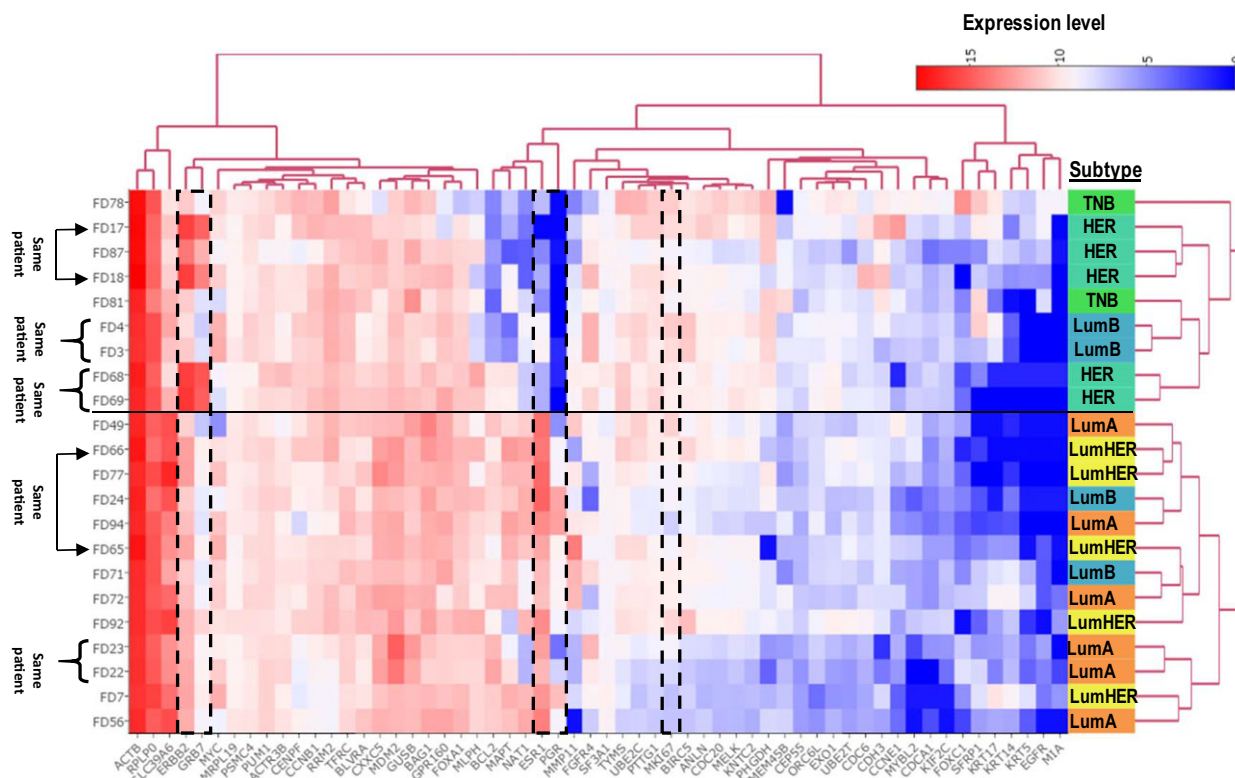 Expression level
15
10
5
0
Subtype
FD78 TNB
FD17 HER
FD87 HER
FD18 HER
FD81 TNB
FD4 LumB
FD3 LumB
FD68 HER
FD69 HER
FD49 LumA
FD66 LumHER
FD77 LumHER
FD24 LumB
FD94 LumA
FD65 LumHER
FD71 LumB
FD72 LumA
FD92 LumHER
FD23 LumA
FD22 LumA
FD7 LumHER
FD56 LumA
Same
patient
Same
patient
Same
patient
Same
patient
Same
patient
ACTB
RPLP0
SLC39A6
ERBB2
GRB7
MYC
MRPL19
PSMC4
PUM1
ACTR3B
CENPF
CCNB1
RRM2
TFRC
BLVRA
CXXC5
MDM2
GUSB
BAG1
GPR160
FOXA1
MLPH
BCL2
MAPT
NAT1
ESR1
PGR
MMP11
FGFR4
SF3A1
TYMS
UBE2C
PTTG1
MKI67
BIRC5
ANLN
CDC20
MELK
KNTC2
PHGDH
MEM45B
CEP55
ORC6L
EXO1
UBE2T
CDC6
CDH3
CCNE1
MYBL2
CDCA1
KIF2C
FOXC1
SFRP1
KRT17
KRT14
KRT5
EGFR
MIA